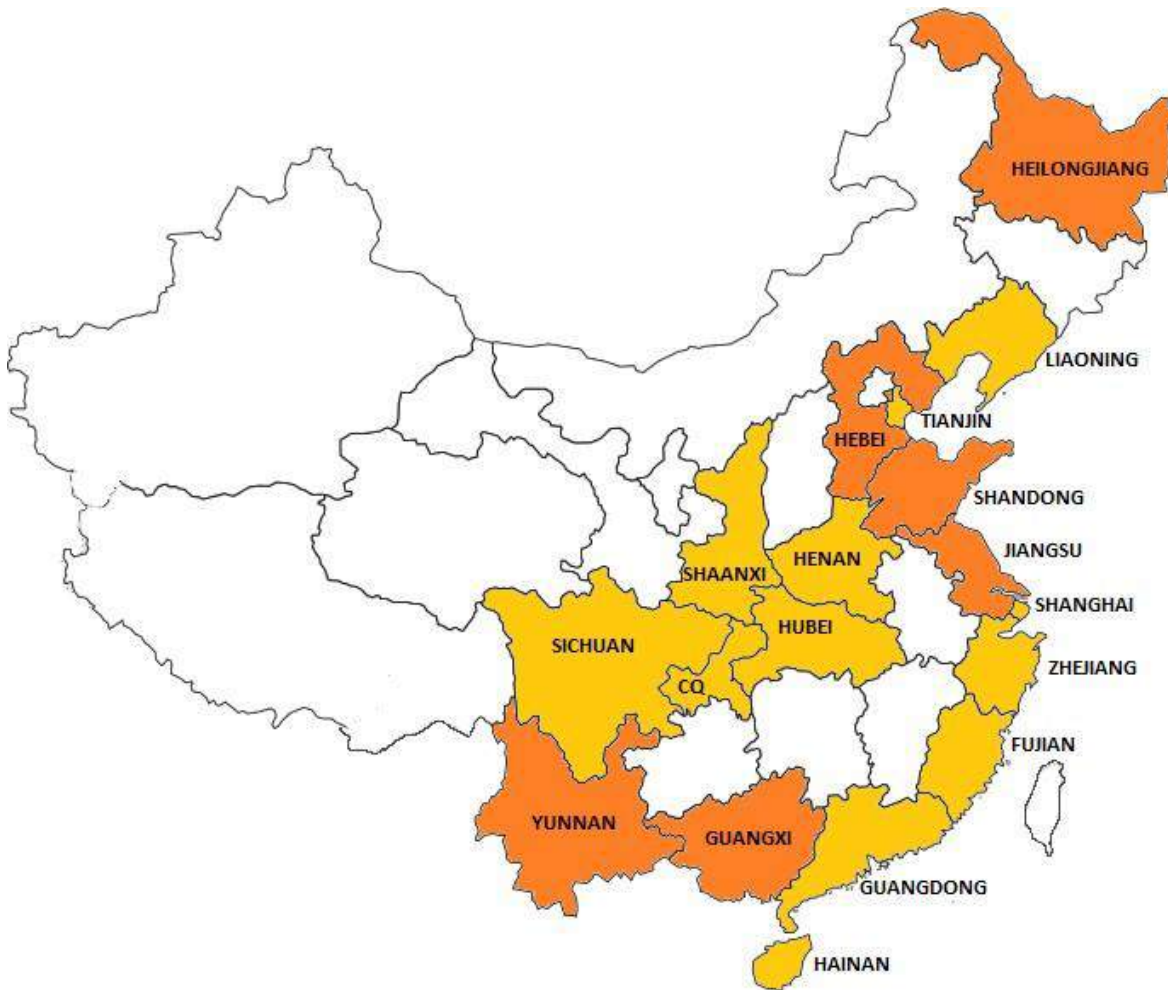 HEILONGJIANG
LIAONING
TIANJIN
HEBEI
SHANDONG
JIANGSU
HENAN
SHAANXI
SHANGHAI
HUBEI
SICHUAN
ZHEJIANG
CQ
FUJIAN
YUNNAN
GUANGXI
GUANGDONG
HAINAN